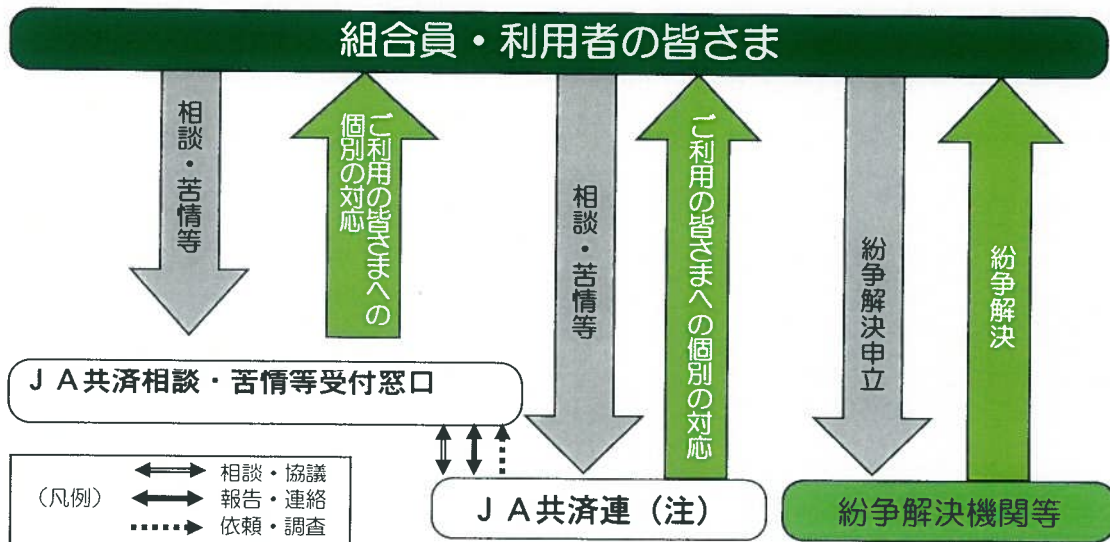 組合員・利用者の皆さま
相談・苦情等
ご利用の皆さまへの
個別の対応
相談・苦情等
ご利用の皆さまへの個別の対応
紛争解決申立
紛争解決
ＪＡ共済相談・苦情等受付窓口
（凡例）
相談・協議
報告・連絡
依頼・調査
ＪＡ共済連（注）
紛争解決機関等